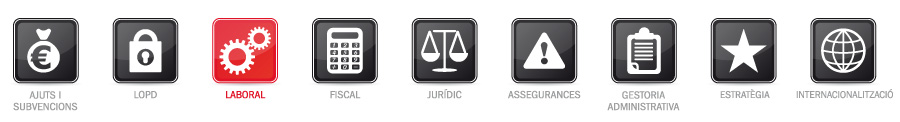 AJUTS I
SUBVENCIONS
LOPD
LABORAL
FISCAL
JURÍDIC
ASSEGURANCES
GESTORIA
ADMINISTRATIVA
ESTRATÈGIA
INTERNACIONALITZACIÓ